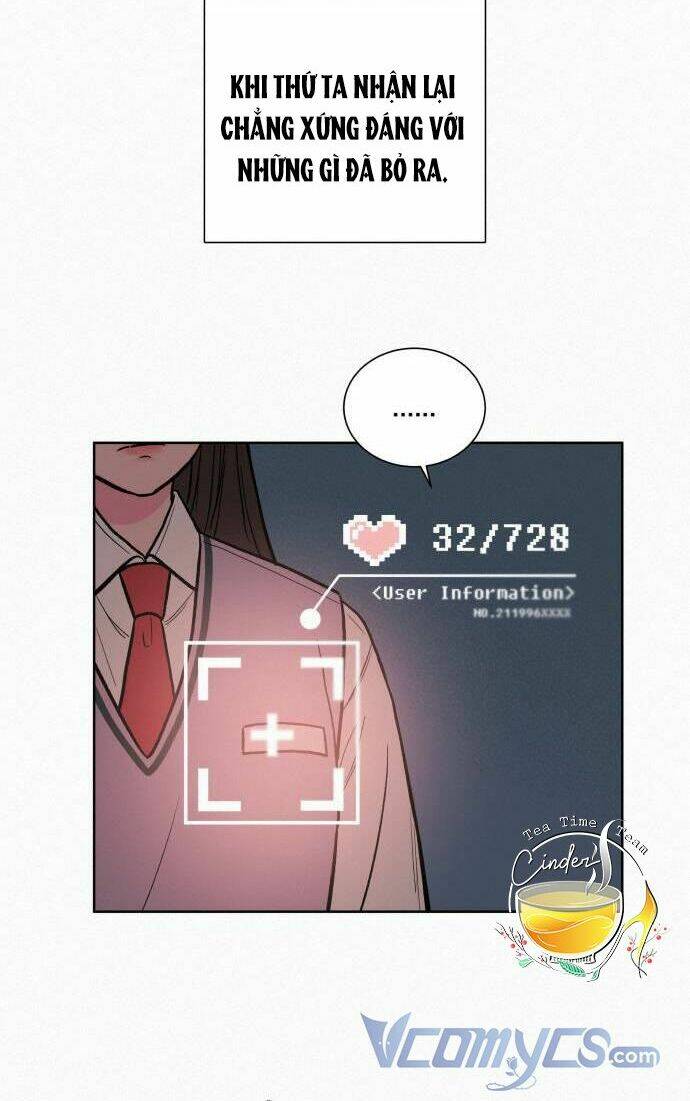 KHI THỨ TA NHẬN LẠI
CHẲNG XỨNG ĐÁNG VỚI
NHỮNG GÌ ĐÃ BỎ RA.
......
32/728
<User Information>
NO.211996XXXX
Tea Time Team
Cinder's
VCOMYCS.com